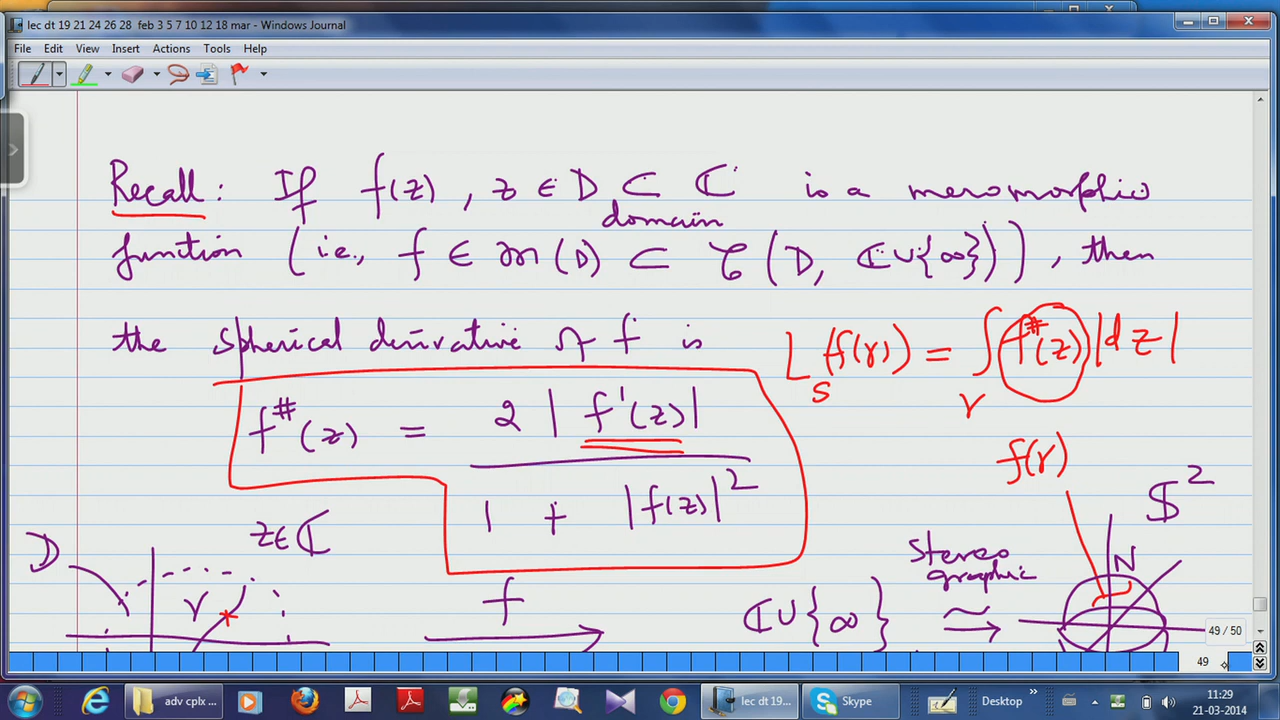 lec dt 19 21 24 26 28 feb 3 5 7 10 12 18 mar - Windows Journal
File Edit View Insert Actions Tools Help
Recall: If f(z), z ∈ D ⊂ ℂ is a meromorphic
domain
function (i.e., f ∈ m(D) ⊂ 𝒞(D, ℂ∪{∞})), then
the spherical derivative of f is
L_S(f(γ)) = ∫_γ f^#(z)|dz|
f^#(z) = 2|f'(z)| / 1 + |f(z)|^2
f(γ)
z∈ℂ
S^2
D
Stereo
graphic
N
γ
f
ℂ∪{∞}
≃
49 / 50
49
adv cplx ...
lec dt 19...
Skype
Desktop
»
11:29
21-03-2014